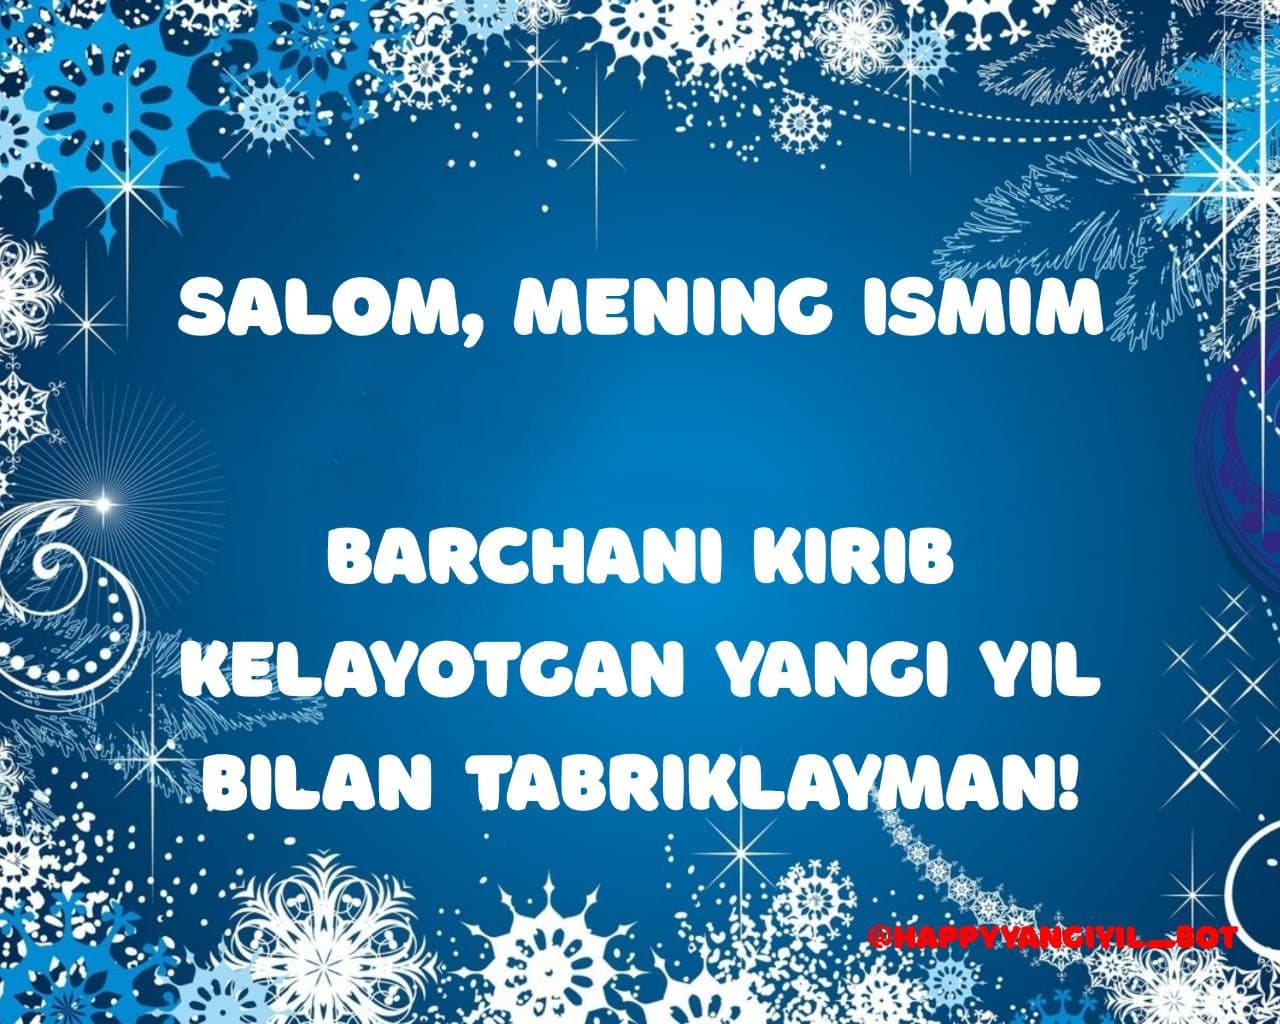 SALOM, MENING ISMIM
BARCHANI KIRIB
KELAYOTGAN YANGI YIL
BILAN TABRIKLAYMAN!
@HAPPYYANGIYIL_BOT